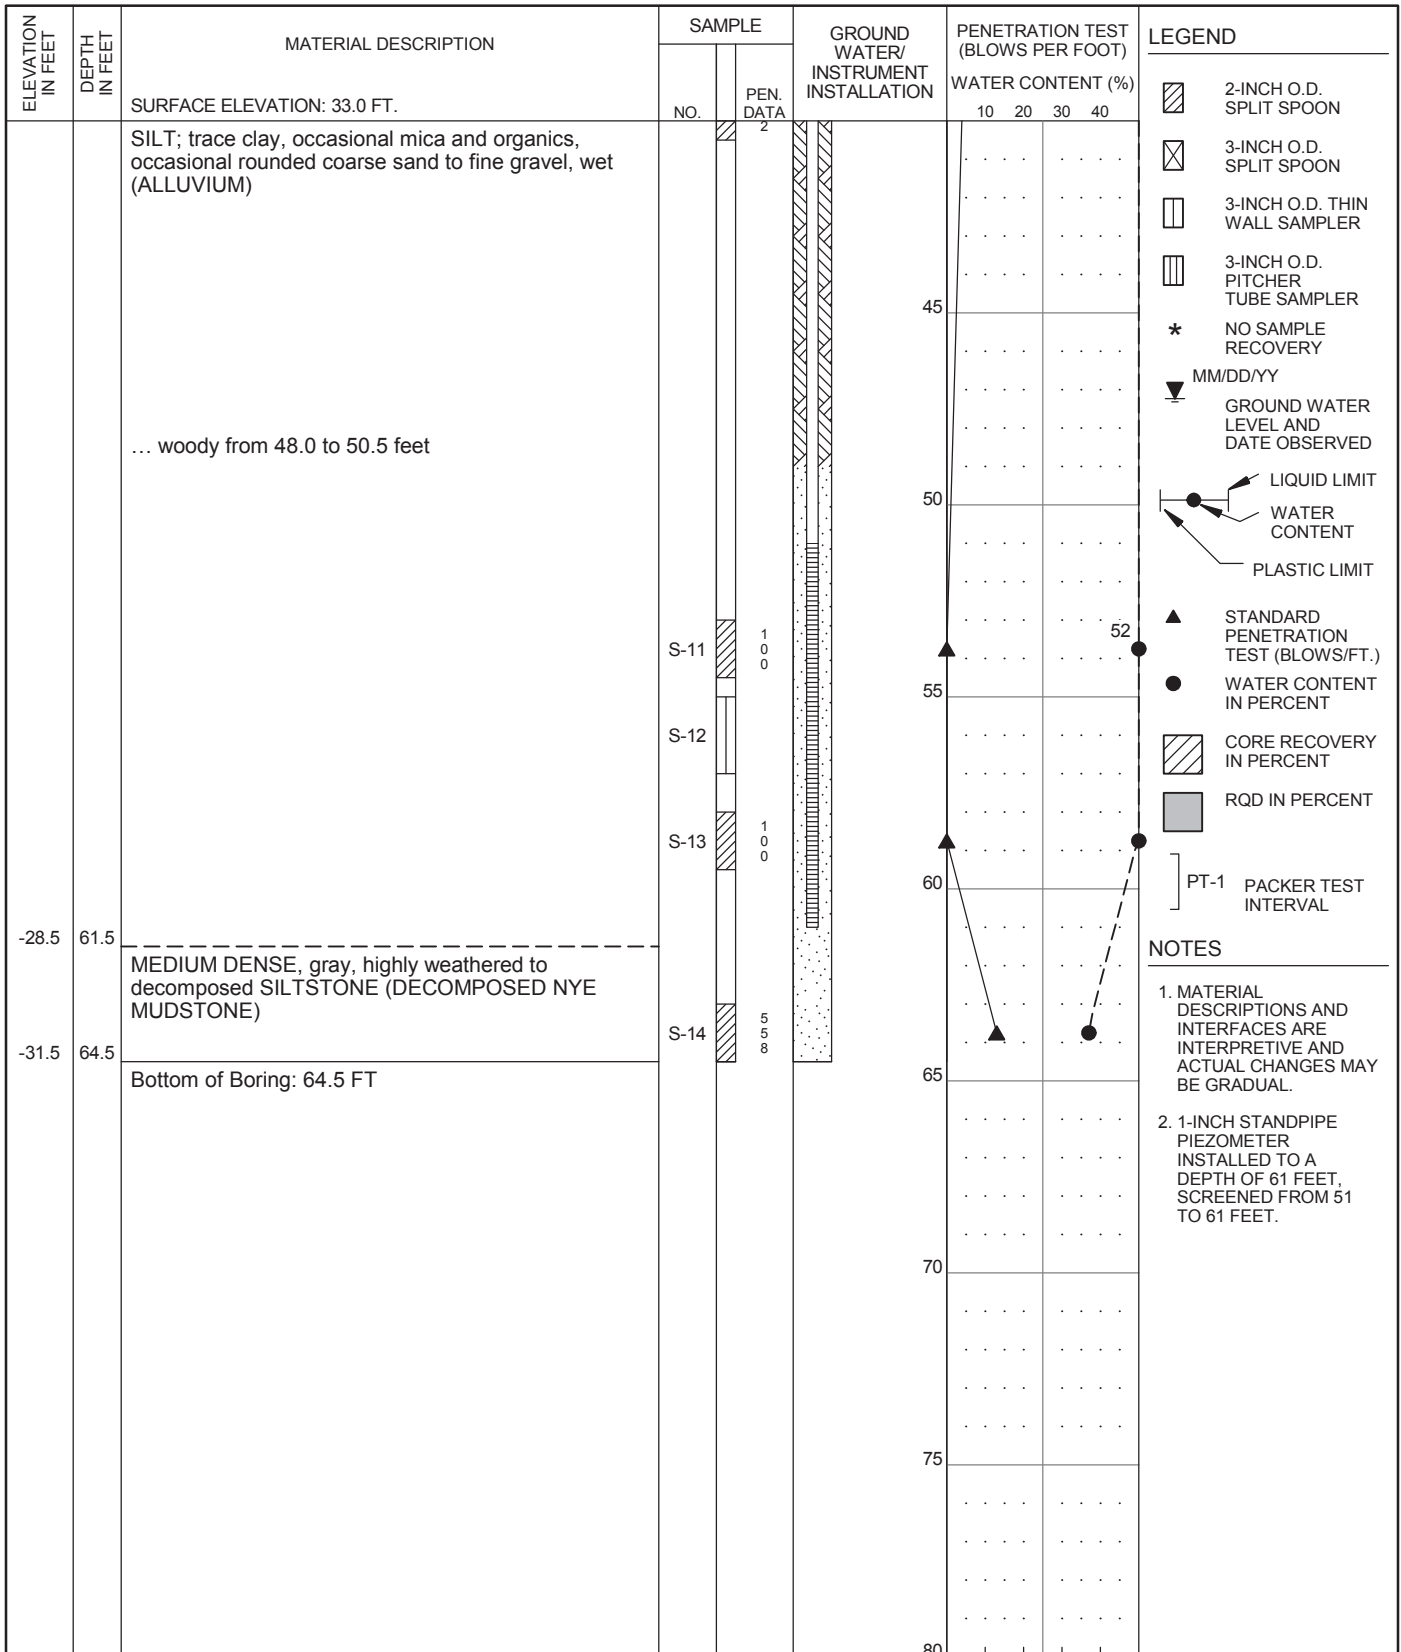 ELEVATION
IN FEET
DEPTH
IN FEET
MATERIAL DESCRIPTION
SURFACE ELEVATION: 33.0 FT.
SAMPLE
NO.
PEN.
DATA
GROUND
WATER/
INSTRUMENT
INSTALLATION
PENETRATION TEST
(BLOWS PER FOOT)
WATER CONTENT (%)
10 20 30 40
2
SILT; trace clay, occasional mica and organics,
occasional rounded coarse sand to fine gravel, wet
(ALLUVIUM)
45
… woody from 48.0 to 50.5 feet
50
52
S-11
1
0
0
55
S-12
S-13
1
0
0
60
-28.5 61.5
MEDIUM DENSE, gray, highly weathered to
decomposed SILTSTONE (DECOMPOSED NYE
MUDSTONE)
S-14
5
5
8
-31.5 64.5
Bottom of Boring: 64.5 FT
65
70
75
80
LEGEND
2-INCH O.D.
SPLIT SPOON
3-INCH O.D.
SPLIT SPOON
3-INCH O.D. THIN
WALL SAMPLER
3-INCH O.D.
PITCHER
TUBE SAMPLER
* NO SAMPLE
RECOVERY
MM/DD/YY
GROUND WATER
LEVEL AND
DATE OBSERVED
LIQUID LIMIT
WATER
CONTENT
PLASTIC LIMIT
STANDARD
PENETRATION
TEST (BLOWS/FT.)
WATER CONTENT
IN PERCENT
CORE RECOVERY
IN PERCENT
RQD IN PERCENT
PT-1 PACKER TEST
INTERVAL
NOTES
1. MATERIAL
DESCRIPTIONS AND
INTERFACES ARE
INTERPRETIVE AND
ACTUAL CHANGES MAY
BE GRADUAL.
2. 1-INCH STANDPIPE
PIEZOMETER
INSTALLED TO A
DEPTH OF 61 FEET,
SCREENED FROM 51
TO 61 FEET.